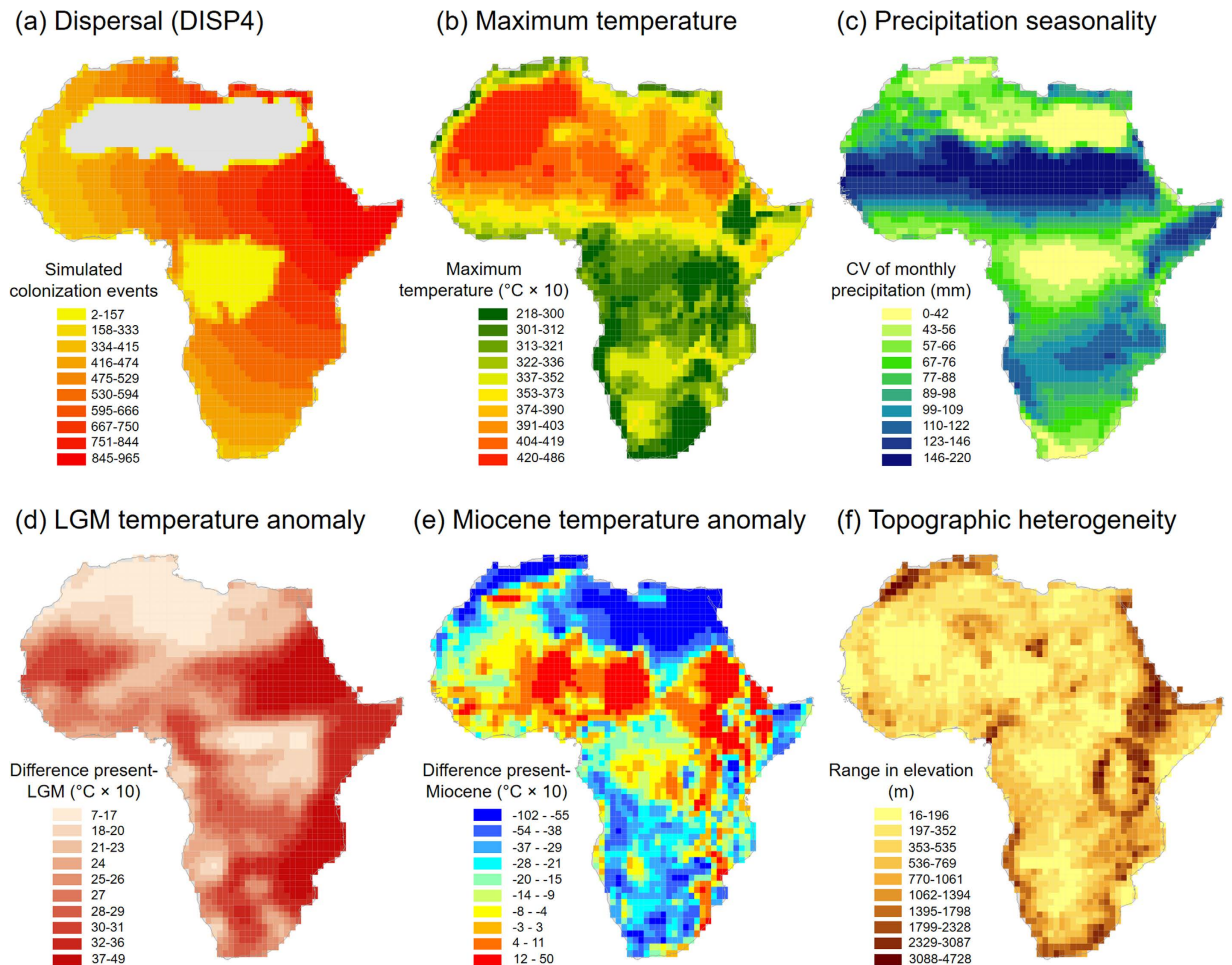 (a) Dispersal (DISP4)
Simulated
colonization events
2-157
158-333
334-415
416-474
475-529
530-594
595-666
667-750
751-844
845-965
(b) Maximum temperature
Maximum
temperature (°C × 10)
218-300
301-312
313-321
322-336
337-352
353-373
374-390
391-403
404-419
420-486
(c) Precipitation seasonality
CV of monthly
precipitation (mm)
0-42
43-56
57-66
67-76
77-88
89-98
99-109
110-122
123-146
146-220
(d) LGM temperature anomaly
Difference present-
LGM (°C × 10)
7-17
18-20
21-23
24
25-26
27
28-29
30-31
32-36
37-49
(e) Miocene temperature anomaly
Difference present-
Miocene (°C × 10)
-102 - -55
-54 - -38
-37 - -29
-28 - -21
-20 - -15
-14 - -9
-8 - -4
-3 - 3
4 - 11
12 - 50
(f) Topographic heterogeneity
Range in elevation
(m)
16-196
197-352
353-535
536-769
770-1061
1062-1394
1395-1798
1799-2328
2329-3087
3088-4728